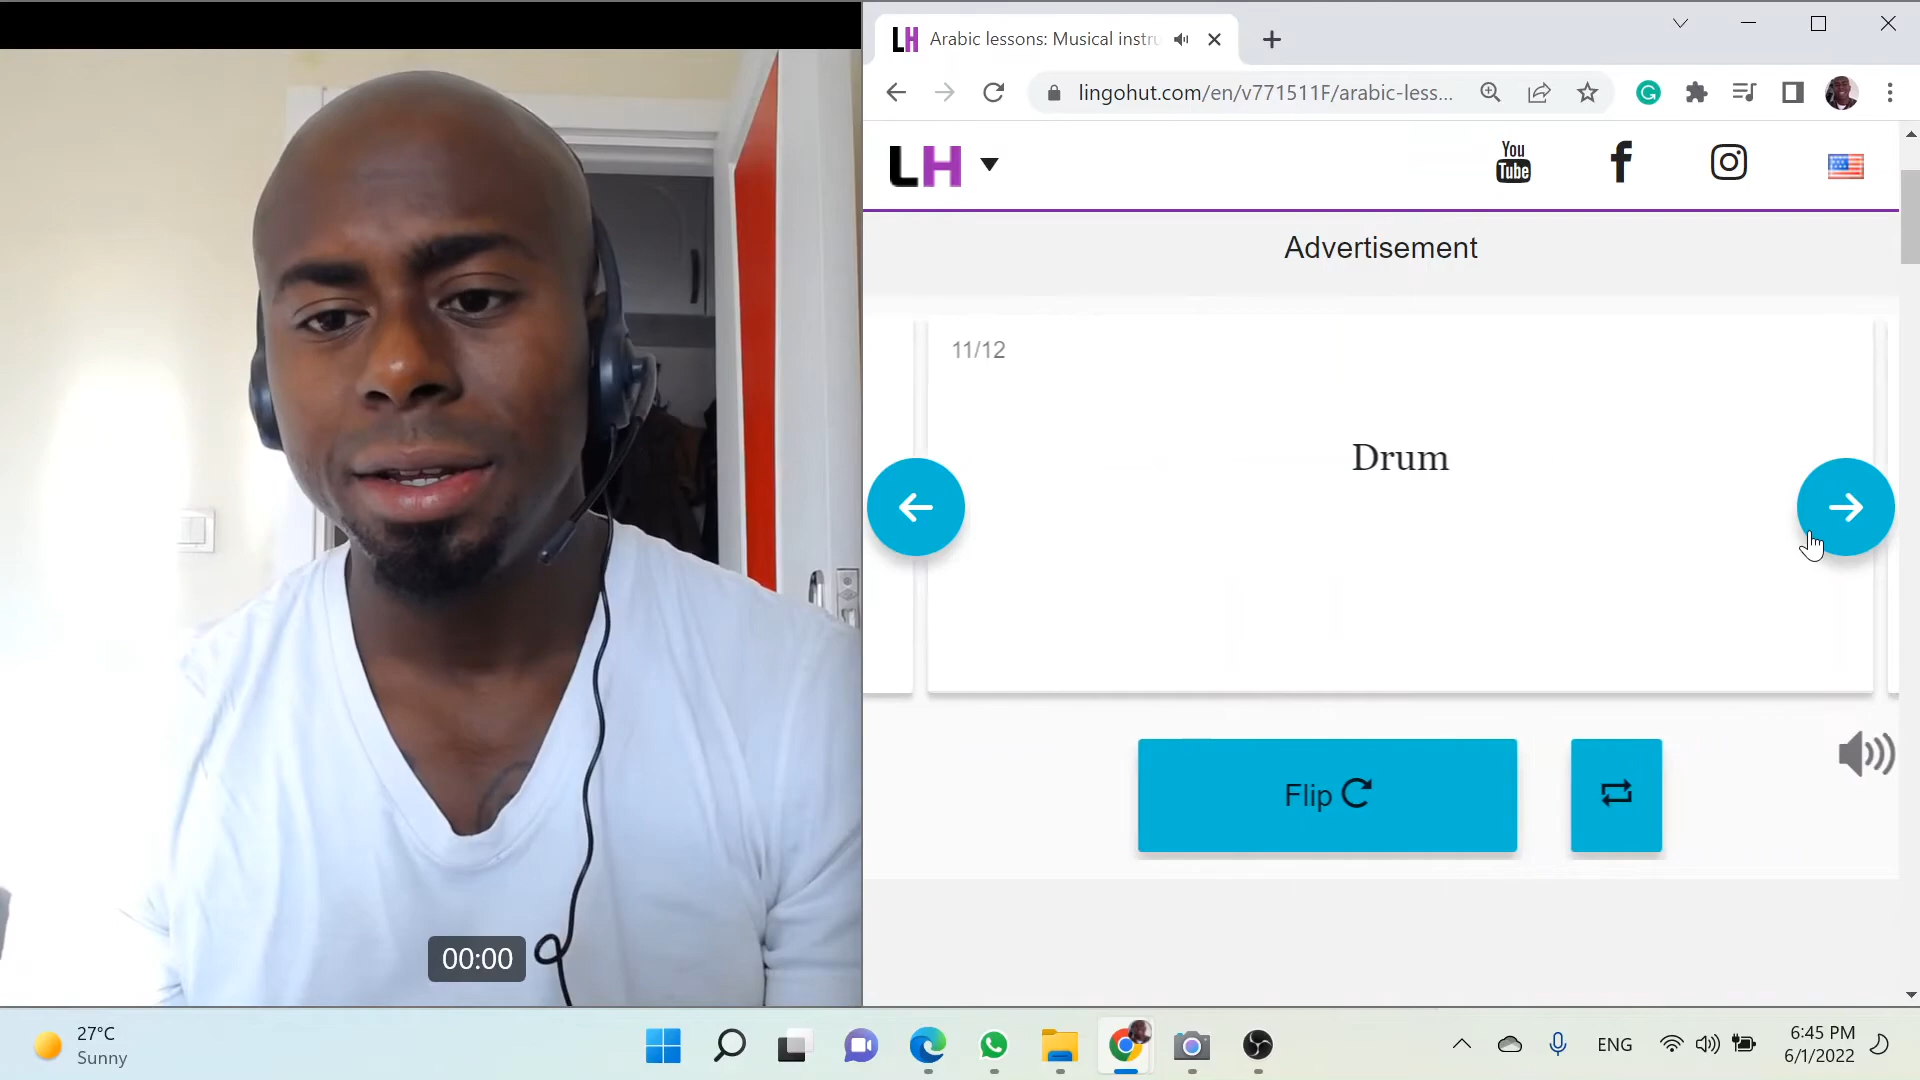 LH Arabic lessons: Musical instru
lingohut.com/en/v771511F/arabic-less...
LH
You
Tube
Advertisement
11/12
Drum
Flip
00:00
27°C
Sunny
ENG
6:45 PM
6/1/2022